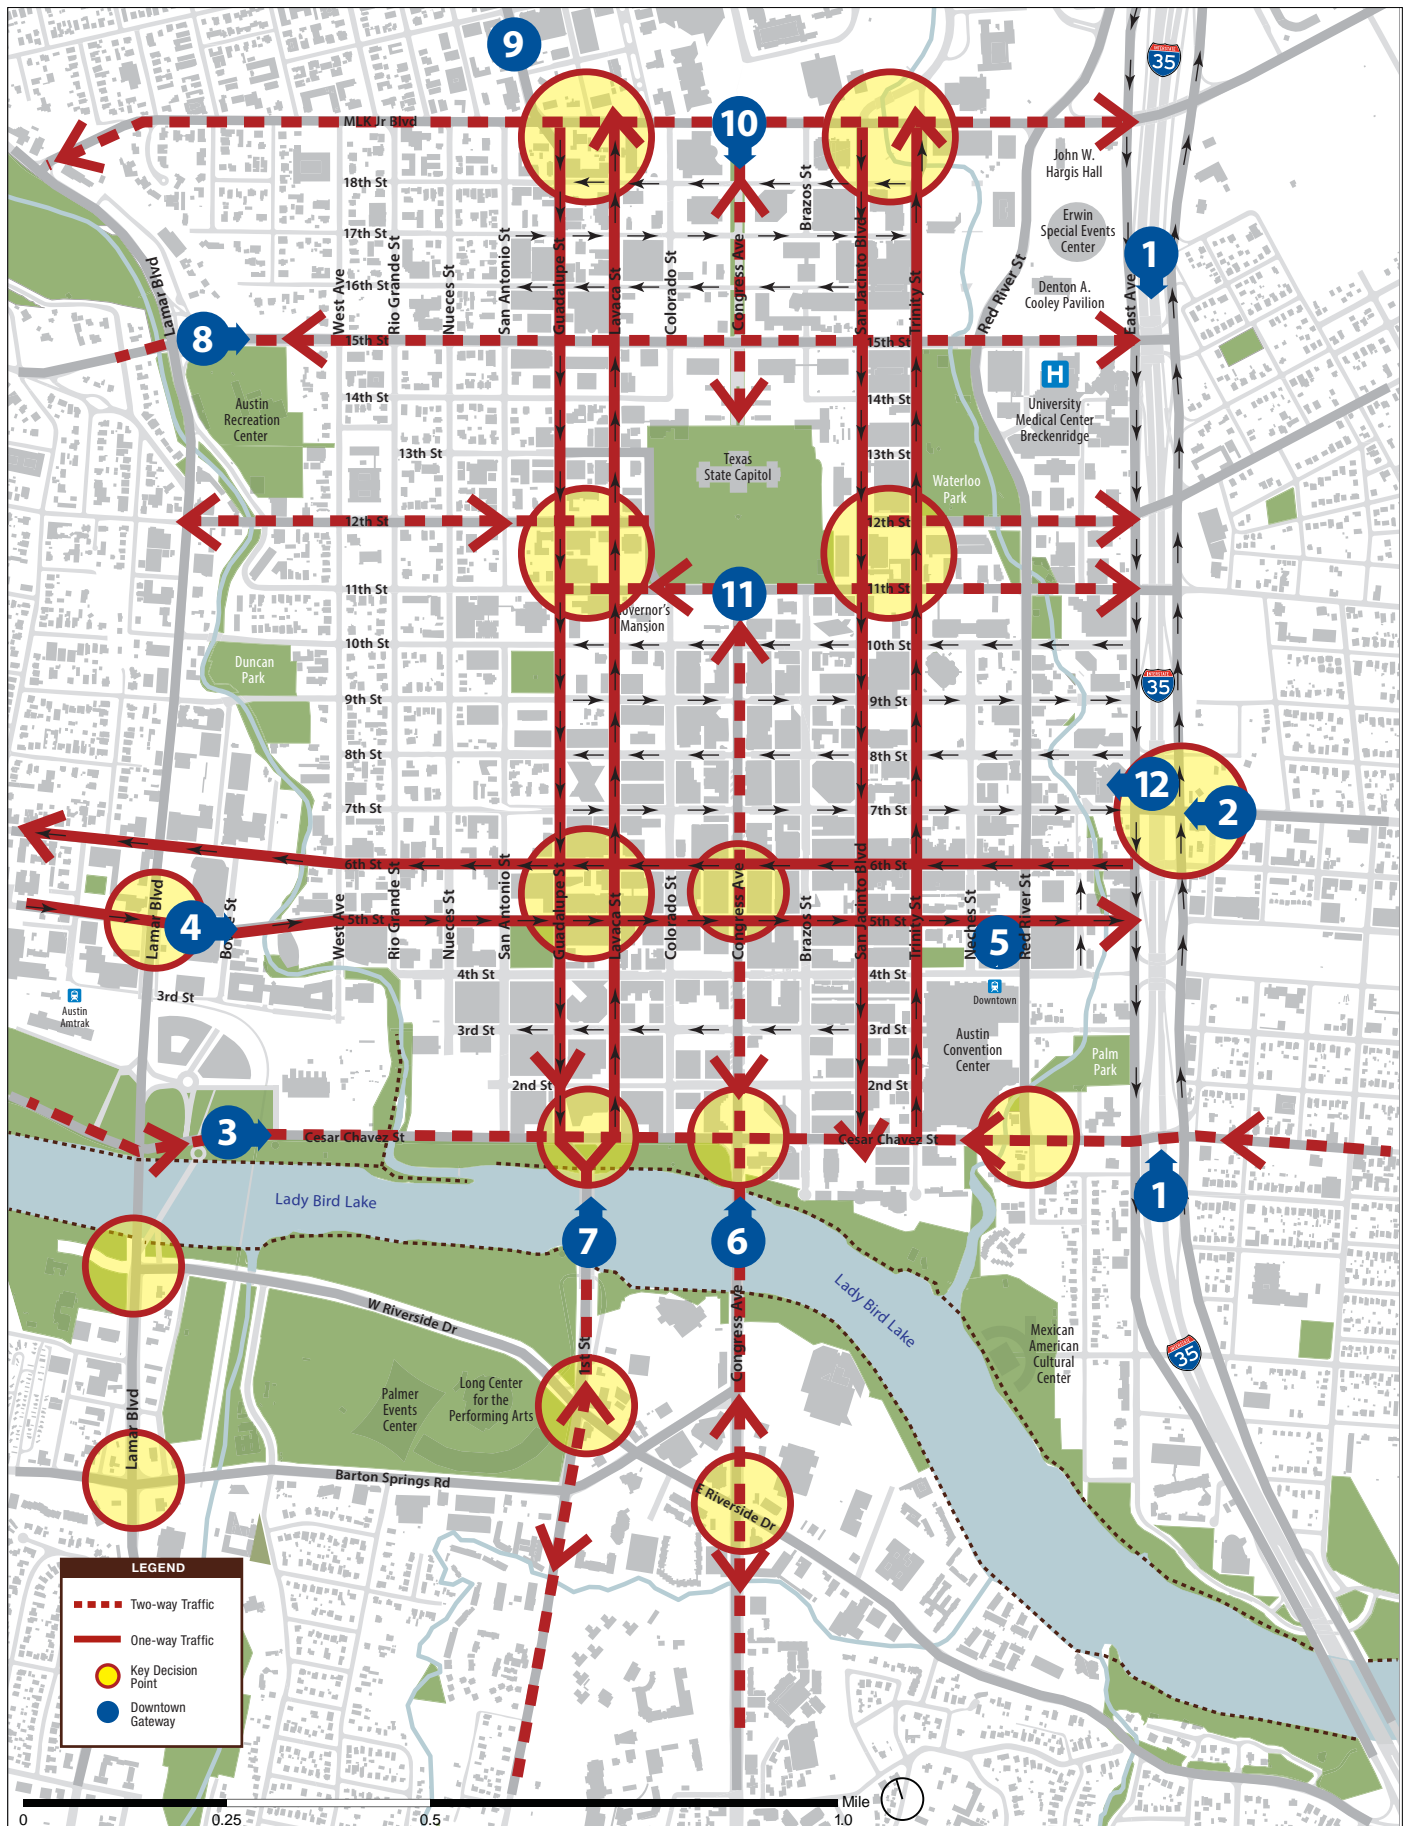 9
INTERSTATE
35
10
MLK Jr Blvd
John W.
Hargis Hall
18th St
Brazos St
Erwin
Special Events
Center
17th St
1
Lamar Blvd
West Ave
Rio Grande St
Nueces St
San Antonio St
Guadalupe St
Lavaca St
Colorado St
Congress Ave
San Jacinto Blvd
Trinity St
Red River St
East Ave
16th St
Denton A.
Cooley Pavilion
8
15th St
15th St
H
Austin
Recreation
Center
14th St
14th St
University
Medical Center
Breckenridge
13th St
13th St
Texas
State Capitol
Waterloo
Park
12th St
12th St
11th St
11
11th St
overnor's
Mansion
10th St
10th St
Duncan
Park
9th St
9th St
INTERSTATE
35
8th St
8th St
12
2
7th St
7th St
6th St
6th St
Lamar Blvd
4
Bo e St
West Ave
Rio Grande St
Nueces St
San Antonio St
Guadalupe St
Lavaca St
Colorado St
Congress Ave
Brazos St
San Jacinto Blvd
Trinity St
Neches St
Red River St
5th St
5
4th St
4th St
3rd St
Austin
Amtrak
Downtown
3rd St
3rd St
Austin
Convention
Center
Palm
Park
2nd St
2nd St
3
Cesar Chavez St
Cesar Chavez St
Lady Bird Lake
1
7
6
Lady Bird Lake
W Riverside Dr
1st St
Congress Ave
Mexican
American
Cultural
Center
INTERSTATE
35
Lamar Blvd
Palmer
Events
Center
Long Center
for the
Performing Arts
Barton Springs Rd
E Riverside Dr
LEGEND
Two-way Traffic
One-way Traffic
Key Decision
Point
Downtown
Gateway
Mile
0
0.25
0.5
1.0